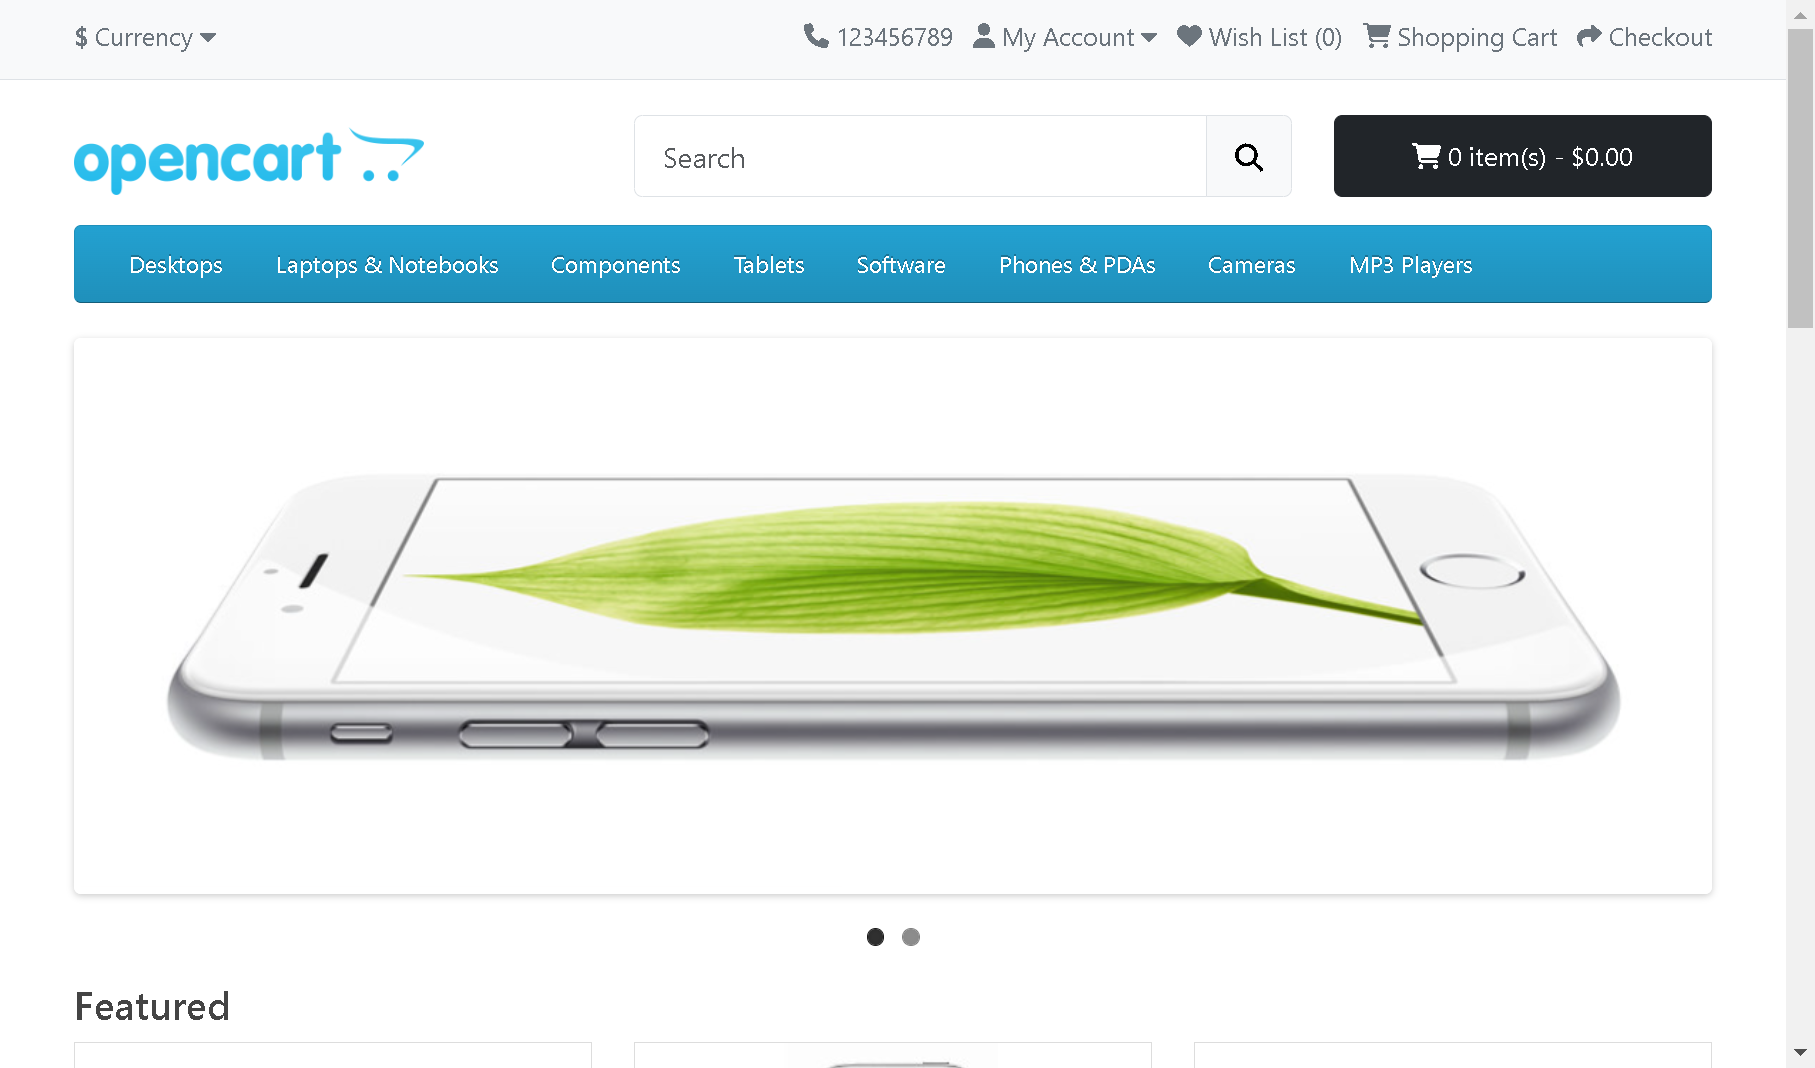 $ Currency 123456789 My Account Wish List (0) Shopping Cart Checkout
opencart Search 0 item(s) - $0.00
Desktops Laptops & Notebooks Components Tablets Software Phones & PDAs Cameras MP3 Players
Featured